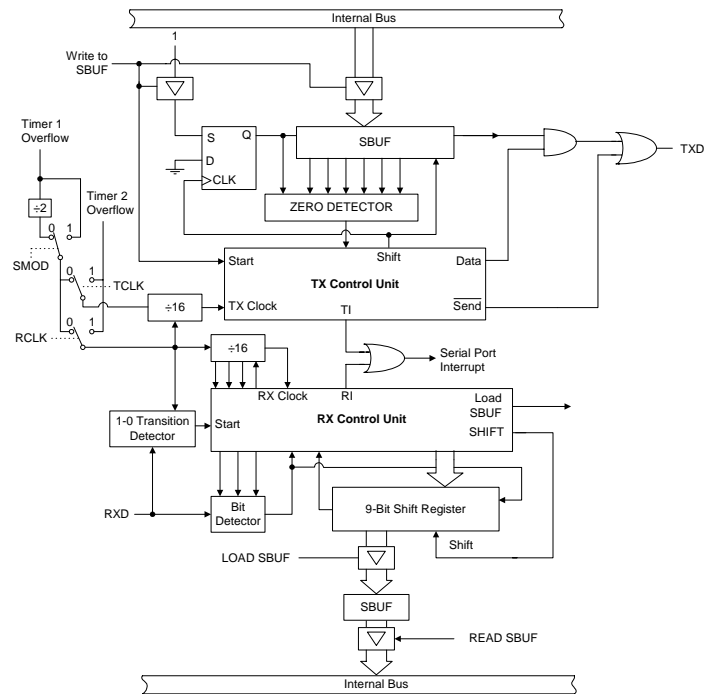 Internal Bus
1
Write to
SBUF
S
Q
D
CLK
SBUF
TXD
Timer 1
Overflow
Timer 2
Overflow
÷2
0
1
SMOD
ZERO DETECTOR
0
1
TCLK
Shift
Start
Data
TX Control Unit
÷16
TX Clock
TI
Send
0
1
RCLK
÷16
Serial Port
Interrupt
RX Clock
RI
Load
SBUF
1-0 Transition
Detector
Start
RX Control Unit
SHIFT
RXD
Bit
Detector
9-Bit Shift Register
Shift
LOAD SBUF
SBUF
READ SBUF
Internal Bus